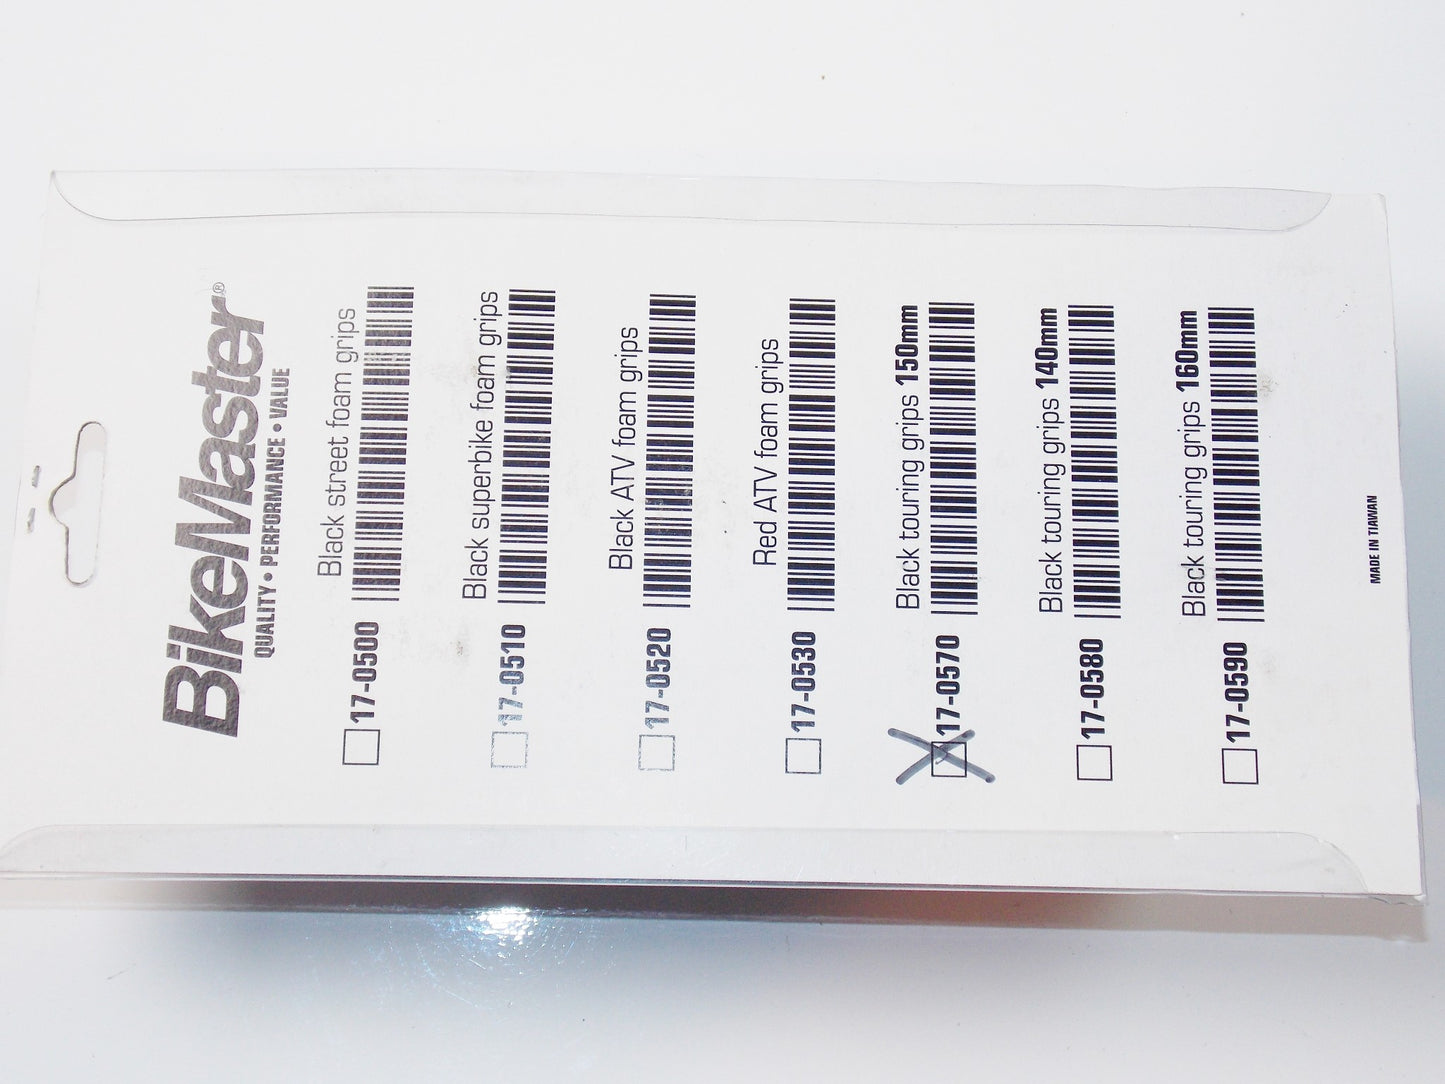 BikeMaster®
QUALITY • PERFORMANCE • VALUE
Black street foam grips
17-0500
Black superbike foam grips
17-0510
Black ATV foam grips
17-0520
Red ATV foam grips
17-0530
Black touring grips 150mm
17-0570
Black touring grips 140mm
17-0580
Black touring grips 160mm
17-0590
MADE IN TIAWAN